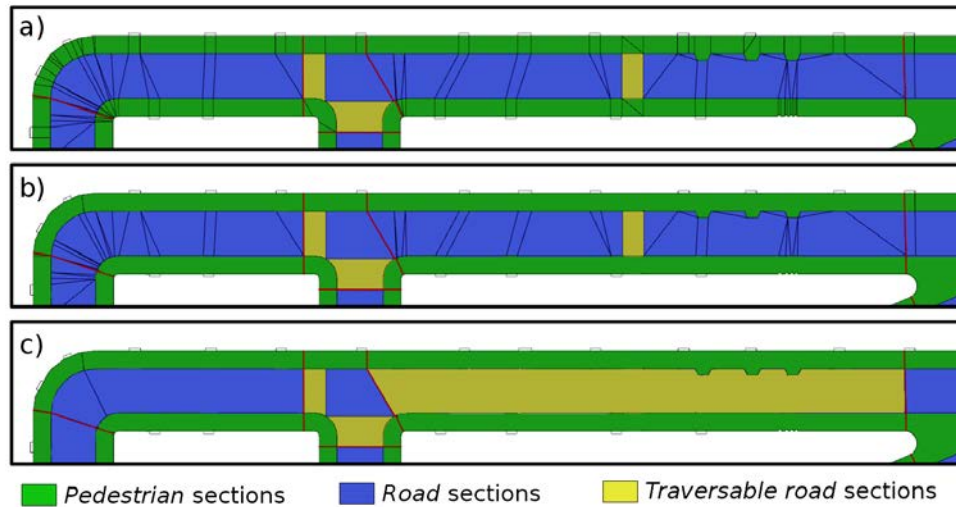 a)
b)
c)
Pedestrian sections
Road sections
Traversable road sections